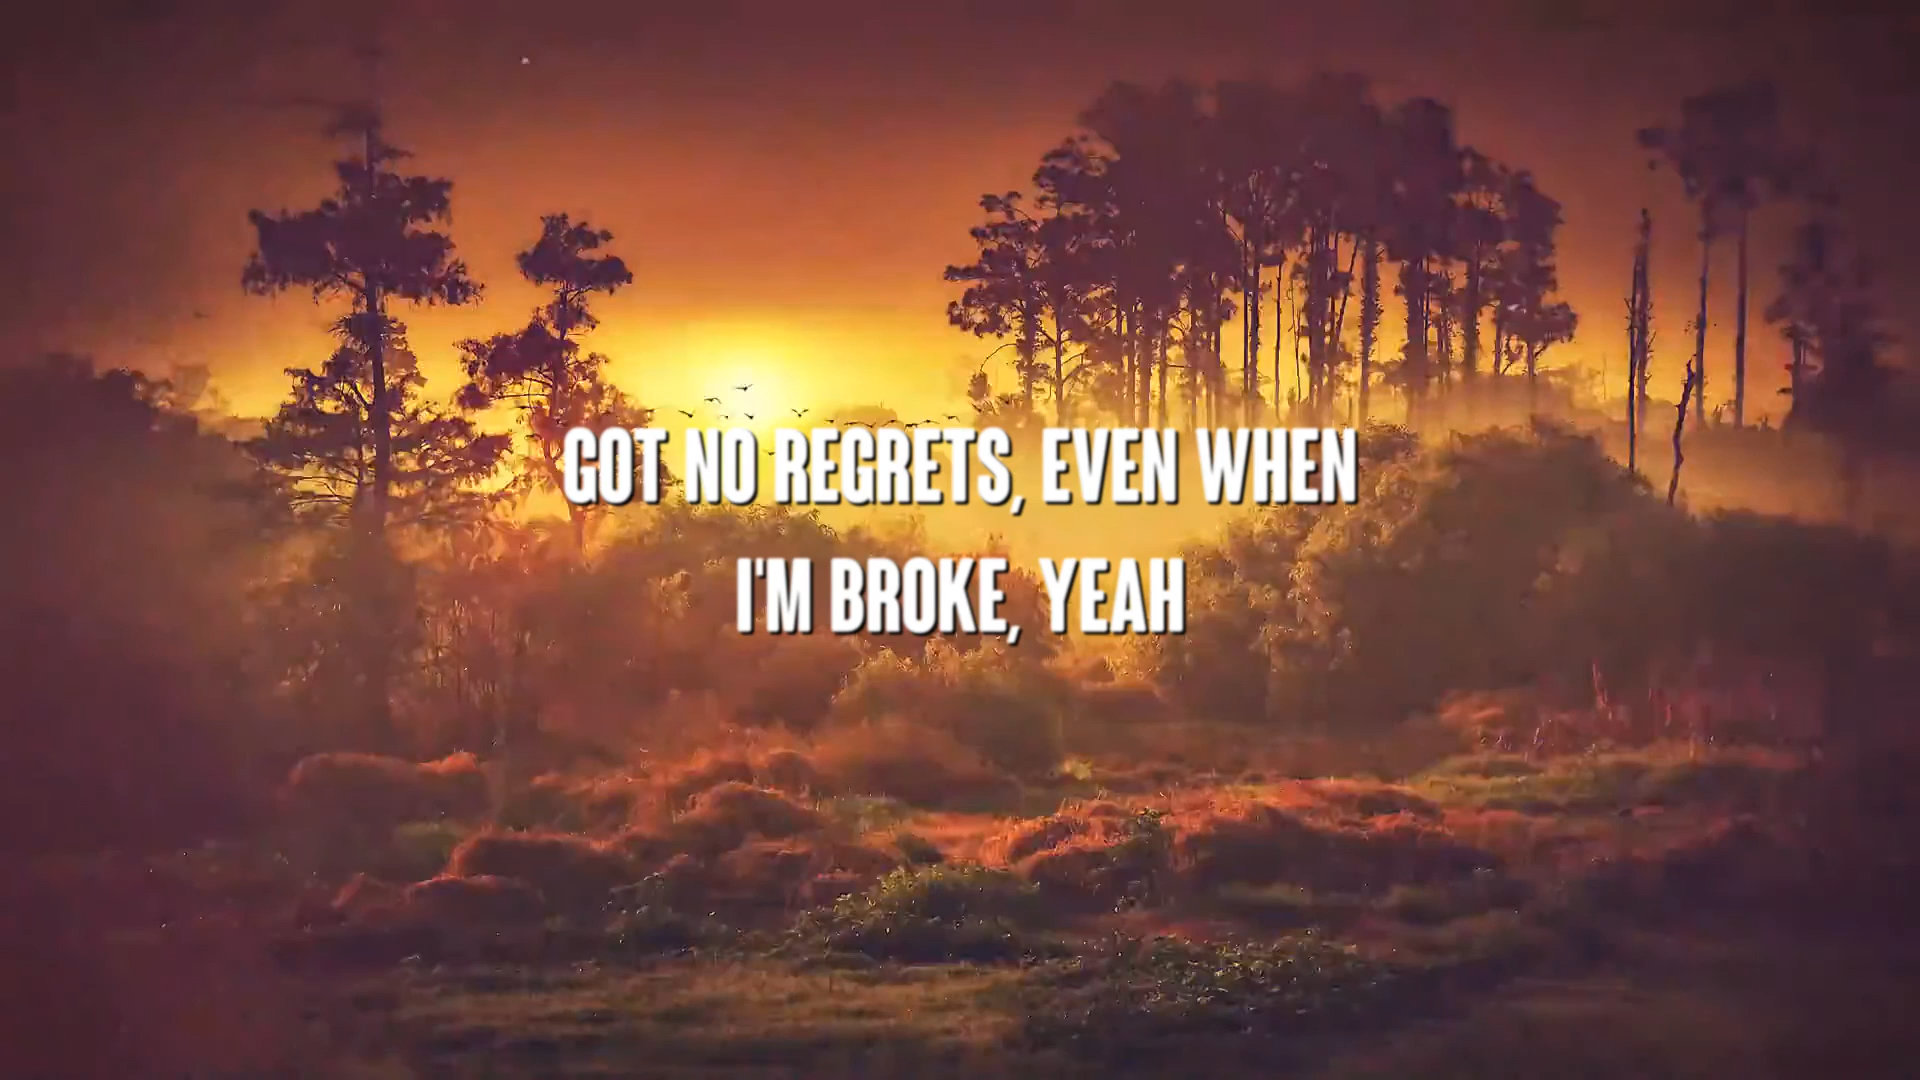 GOT NO REGRETS, EVEN WHEN
I'M BROKE, YEAH